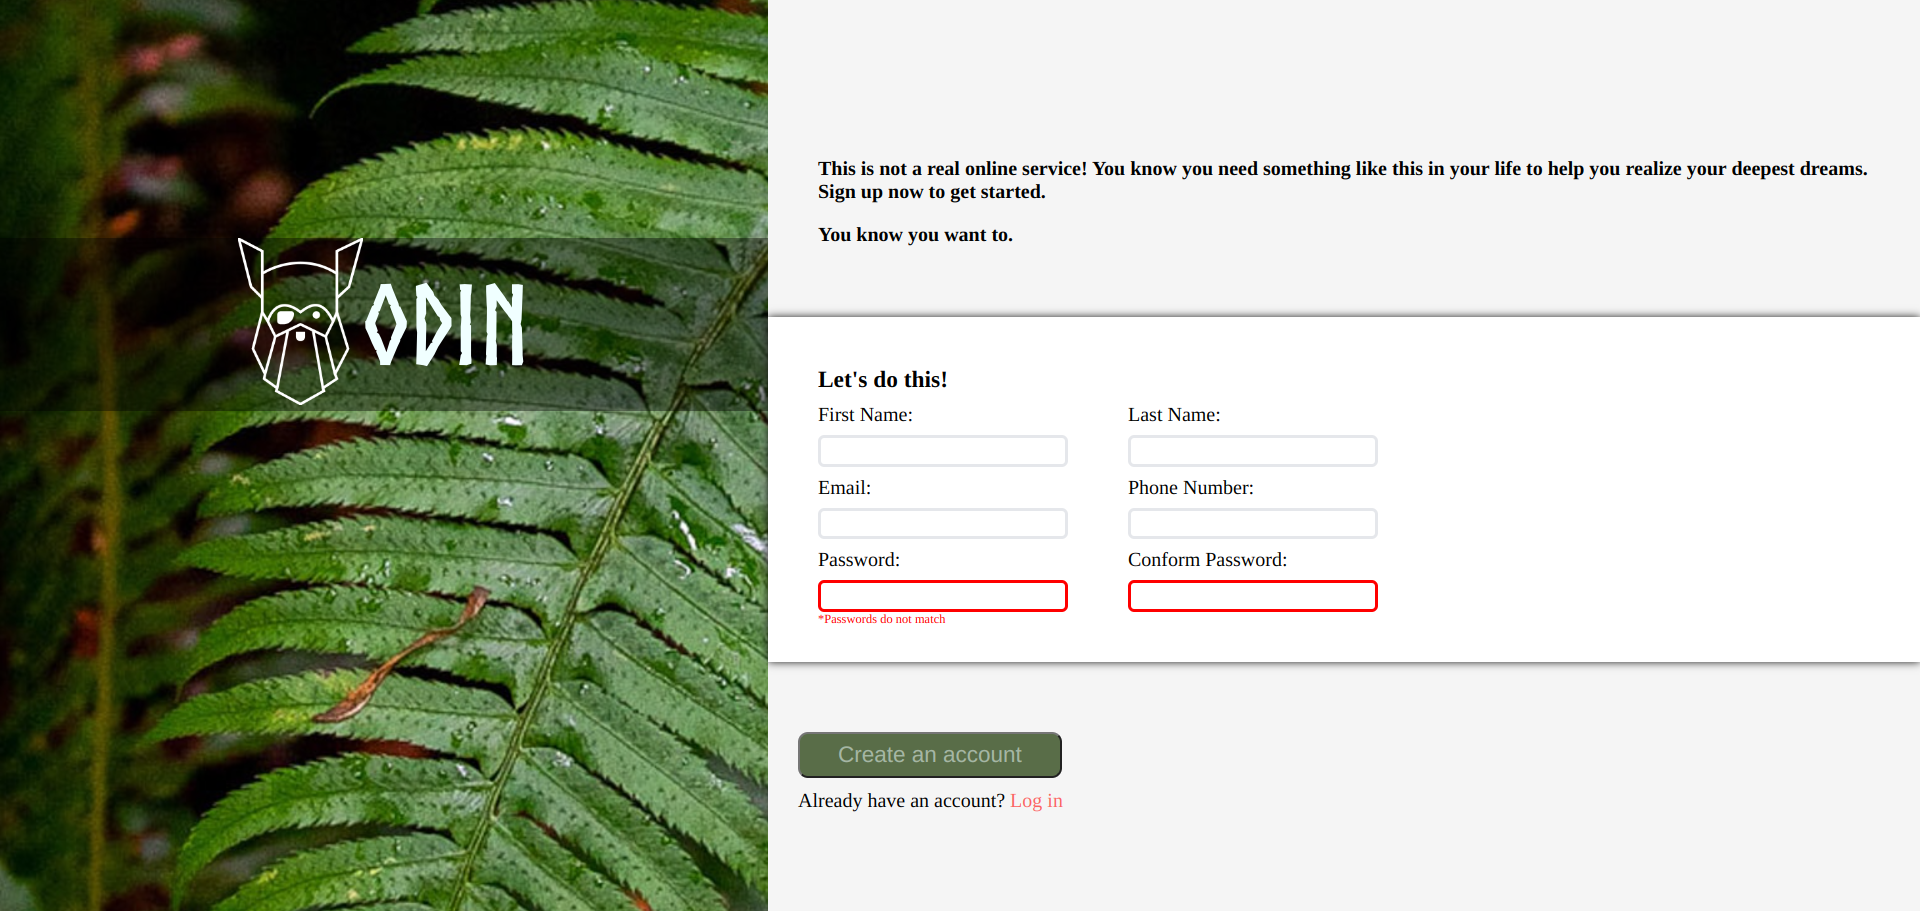 ODIN
This is not a real online service! You know you need something like this in your life to help you realize your deepest dreams.
Sign up now to get started.
You know you want to.
Let's do this!
First Name:
Last Name:
Email:
Phone Number:
Password:
Conform Password:
*Passwords do not match
Create an account
Already have an account? Log in